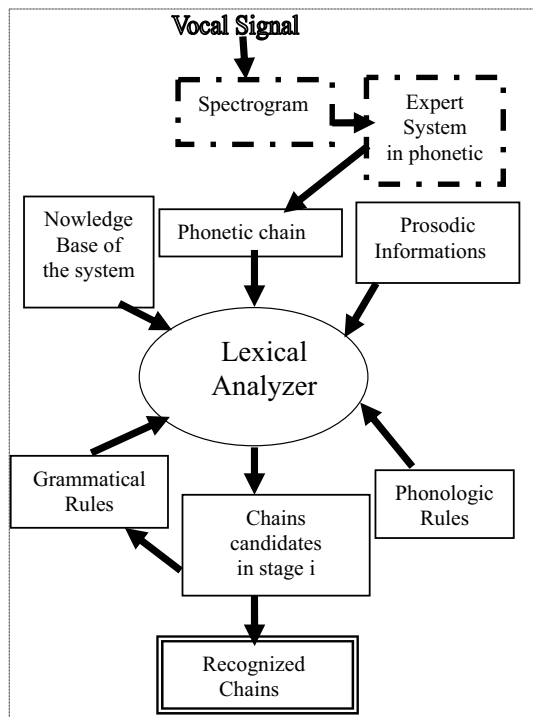 Vocal Signal
Spectrogram
Expert
System
in phonetic
Nowledge
Base of
the system
Phonetic chain
Prosodic
Informations
Lexical
Analyzer
Grammatical
Rules
Phonologic
Rules
Chains
candidates
in stage i
Recognized
Chains